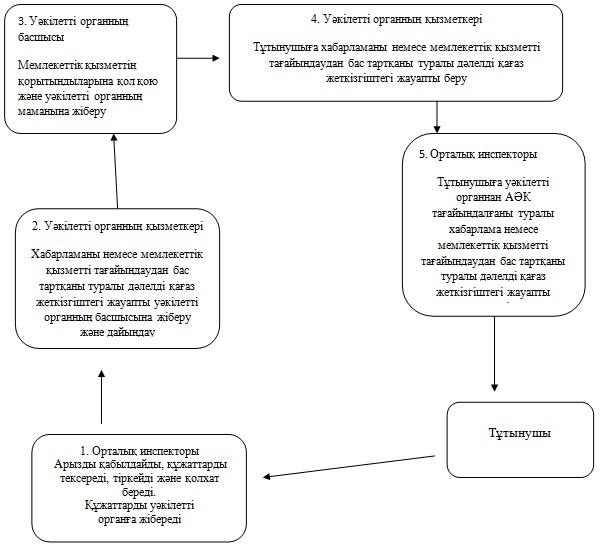 3. Уәкілетті органның
басшысы
Мемлекеттік қызметтің
қорытындыларына қол қою
және уәкілетті органның
маманына жіберу
4. Уәкілетті органның қызметкері
Тұтынушыға хабарламаны немесе мемлекеттік қызметті
тағайындаудан бас тартқаны туралы дәлелді қағаз
жеткізгіштегі жауапты беру
5. Орталық инспекторы
Тұтынушыға уәкілетті
органнан АӘК
тағайындалғаны туралы
хабарлама немесе
мемлекеттік қызметті
тағайындаудан бас тартқаны
туралы дәлелді қағаз
жеткізгіштегі жауапты
2. Уәкілетті органның қызметкері
Хабарламаны немесе мемлекеттік
қызметті тағайындаудан бас
тартқаны туралы дәлелді қағаз
жеткізгіштегі жауапты уәкілетті
органның басшысына жіберу
және дайындау
Тұтынушы
1. Орталық инспекторы
Арызды қабылдайды, құжаттарды
тексереді, тіркейді және қолхат
береді.
Құжаттарды уәкілетті
органға жібереді